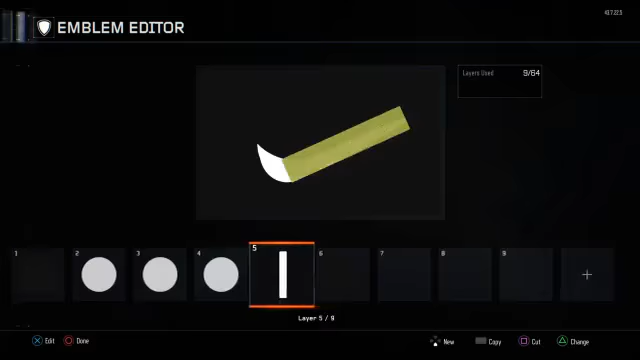 EMBLEM EDITOR
Layers Used 9/64
1 2 3 4 5 6 7 8 9
Layer 5 / 9
Edit Done New Copy Cut Change